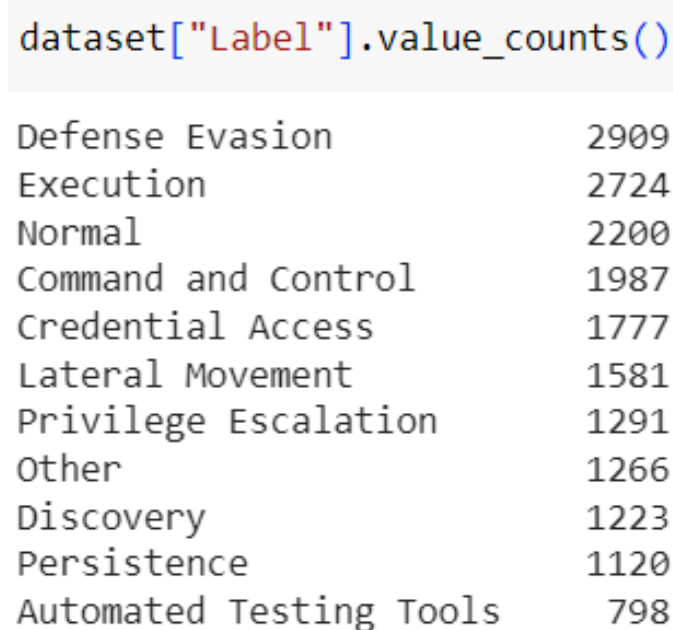 dataset["Label"].value_counts()
Defense Evasion 2909
Execution 2724
Normal 2200
Command and Control 1987
Credential Access 1777
Lateral Movement 1581
Privilege Escalation 1291
Other 1266
Discovery 1223
Persistence 1120
Automated Testing Tools 798